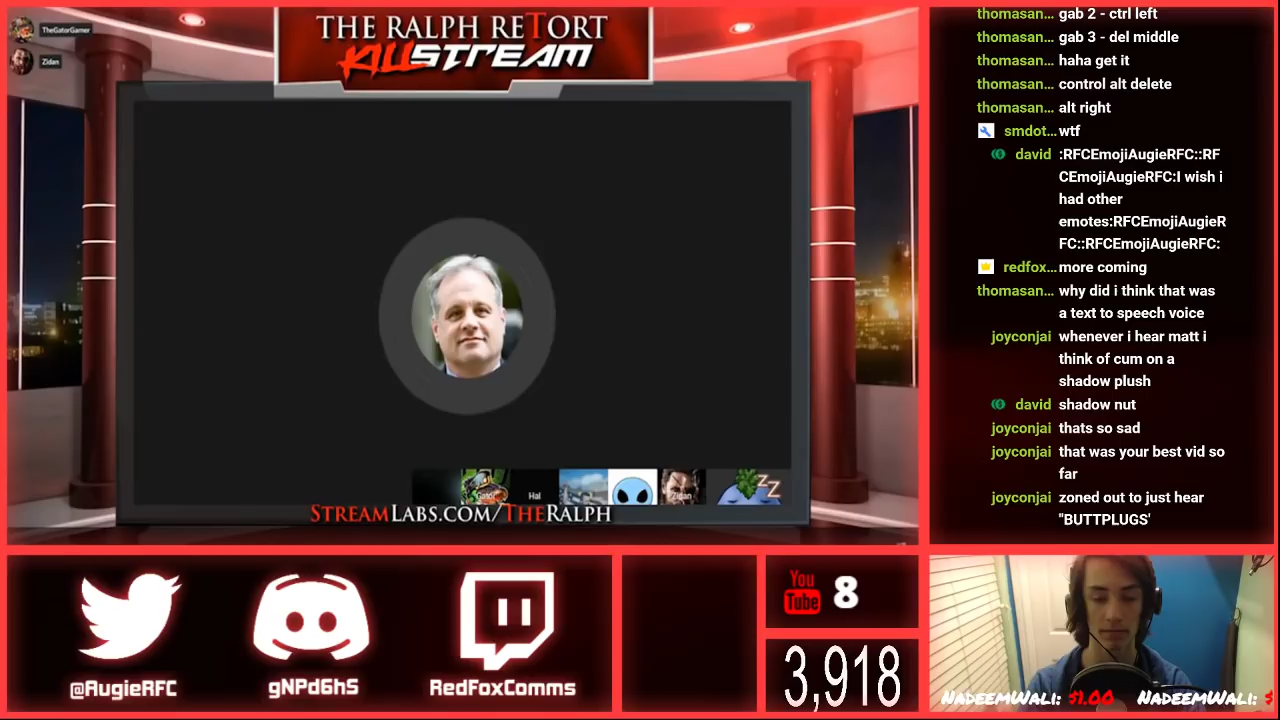 TheGatorGamer
Zidan
THE RALPH RETORT
KILLSTREAM
Gator
Hal
Zidan
ZZ
STREAMLABS.COM/THERALPH
thomasan... gab 2 - ctrl left
thomasan... gab 3 - del middle
thomasan... haha get it
thomasan... control alt delete
thomasan... alt right
smdot... wtf
david :RFCEmojiAugieRFC::RF
CEmojiAugieRFC:I wish i
had other
emotes:RFCEmojiAugieR
FC::RFCEmojiAugieRFC:
redfox... more coming
thomasan... why did i think that was
a text to speech voice
joyconjai whenever i hear matt i
think of cum on a
shadow plush
david shadow nut
joyconjai thats so sad
joyconjai that was your best vid so
far
joyconjai zoned out to just hear
"BUTTPLUGS'
@AugieRFC
gNPd6hS
RedFoxComms
You
Tube
8
3,918
NADEEMWALI: $1.00 NADEEMWALI: $